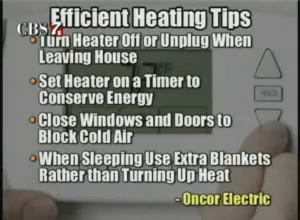 Efficient Heating Tips
CBS
Turn Heater Off or Unplug When
Leaving House
Set Heater on a Timer to
Conserve Energy
HOLD
Close Windows and Doors to
Block Cold Air
When Sleeping Use Extra Blankets
Rather than Turning Up Heat
- Oncor Electric